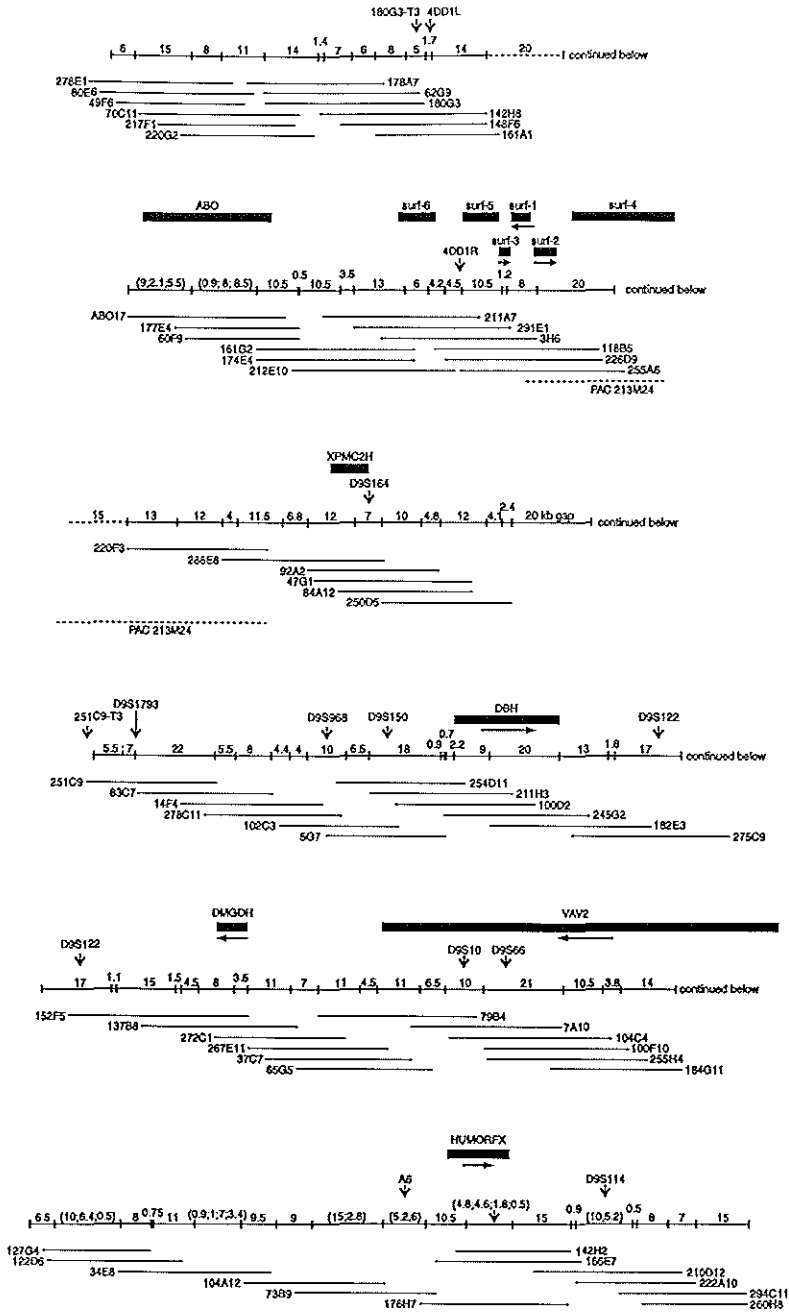 180G3-T3 4DD1L
1.4 1.7
6 15 8 11 14 7 6 8 5 14 20 continued below
278E1 178A7
80E6 62G9
49F6 180G3
70C11 142H8
217F1 148F6
220G2 161A1
ABO surf-6 surf-5 surf-1 surf-4
4DD1R surf-3 surf-2
0.5 3.5 1.2
(9;2.1;5.5) (0.9; 8; 8.5) 10.5 10.5 13 6 4.2 4.5 10.5 8 20 continued below
ABO17 211A7
177E4 291E1
60F9 3H6
161G2 118B5
174E4 226D9
212E10 255A6
PAC 213M24
XPMC2H
D9S164
2.4
15 13 12 4 11.5 6.8 12 7 10 4.8 12 4.1 20 kb gap continued below
220F3
286E8
92A2
47G1
84A12
250D5
PAC 213M24
DBH
251C9-T3 D9S1793 D9S968 D9S150 D9S122
0.7
5.5 ; 7 22 5.5 8 4.4 4 10 6.5 18 0.9 2.2 9 20 13 1.8 17 continued below
251C9 254D11
83C7 211H3
14F4 100D2
278C11 245G2
102C3 182E3
5G7 275C9
DMGDH VAV2
D9S122 D9S10 D9S66
17 1.1 15 1.5 4.5 8 3.5 11 7 11 4.5 11 6.5 10 21 10.5 3.8 14 continued below
152F5 79B4
137B8 7A10
272C1 104C4
267E11 100F10
37C7 255H4
65G5 184G11
HUMORFX
A6 D9S114
6.5 (10;6.4;0.5) 8 0.75 11 (0.9;1;7;3.4) 9.5 9 (15;2.8) (5.2;6) 10.5 (4.8;4.6;1.8;0.5) 15 0.9 (10;5.2) 0.5 8 7 15
127G4 142H2
122D6 166E7
34E8 210D12
104A12 222A10
73B9 294C11
176H7 260H8